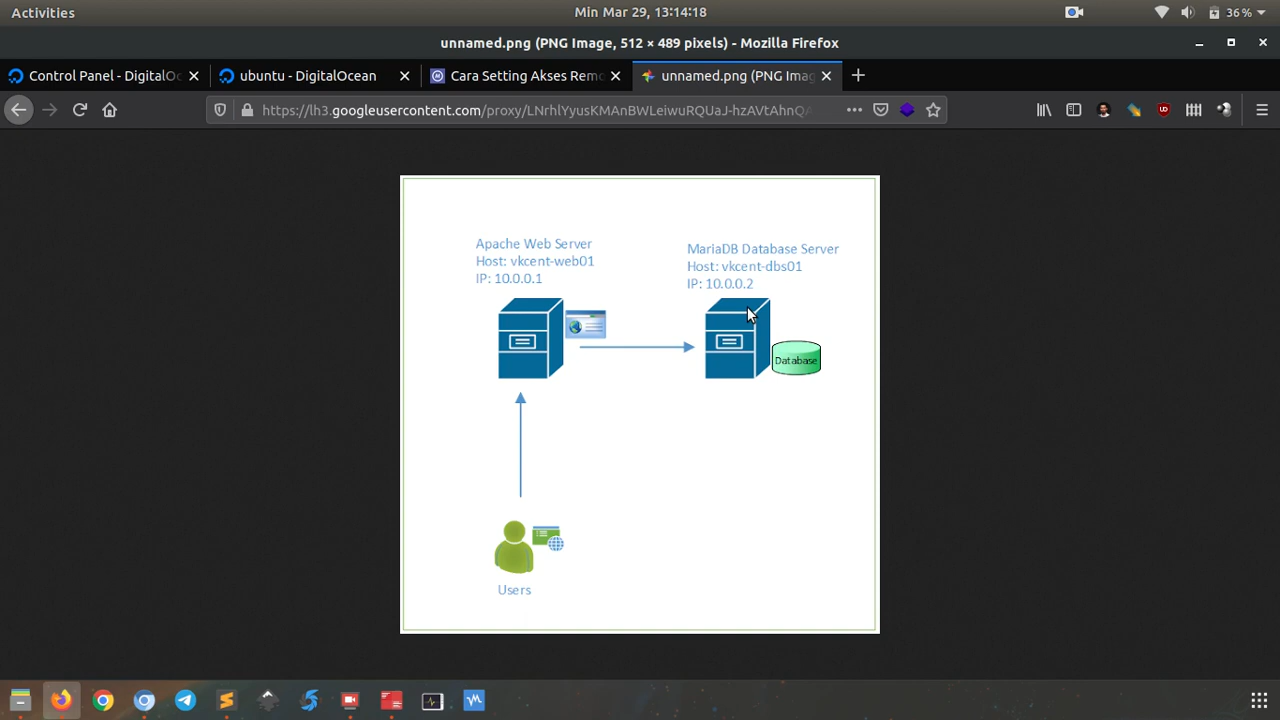 Activities
Min Mar 29, 13:14:18
36%
unnamed.png (PNG Image, 512 × 489 pixels) - Mozilla Firefox
Control Panel - DigitalOc
ubuntu - DigitalOcean
Cara Setting Akses Remo
unnamed.png (PNG Imag
https://lh3.googleusercontent.com/proxy/LNrhlYyusKMAnBWLeiwuRQUaJ-hzAVtAhnQA
Apache Web Server
Host: vkcent-web01
IP: 10.0.0.1
MariaDB Database Server
Host: vkcent-dbs01
IP: 10.0.0.2
Database
Users